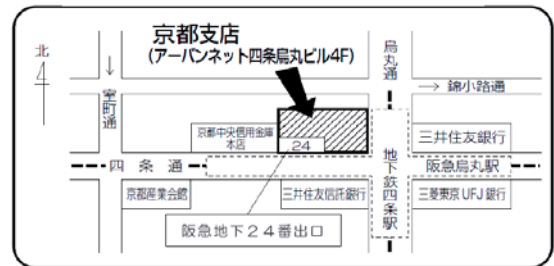 京都支店
(アーバンネット四条烏丸ビル4F)
北
4
↓
室町通
烏丸通
→ 錦小路通
京都中央信用金庫
本店
24
三井住友銀行
四条通
地下鉄四条駅
阪急烏丸駅
京都産業会館
三井住友信託銀行
三菱東京UFJ銀行
阪急地下24番出口